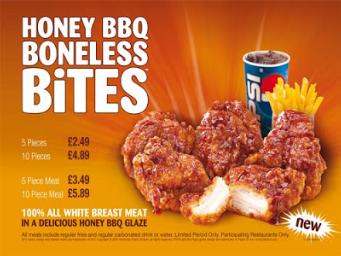 HONEY BBQ
BONELESS
BiTES
PEPSI
5 Pieces £2.49
10 Pieces £4.89
5 Piece Meat £3.49
10 Piece Meal £5.89
100% ALL WHITE BREAST MEAT
IN A DELICIOUS HONEY BBQ GLAZE
new
All meals include regular fries and regular carbonated drink or water. Limited Period Only. Participating Restaurants Only.